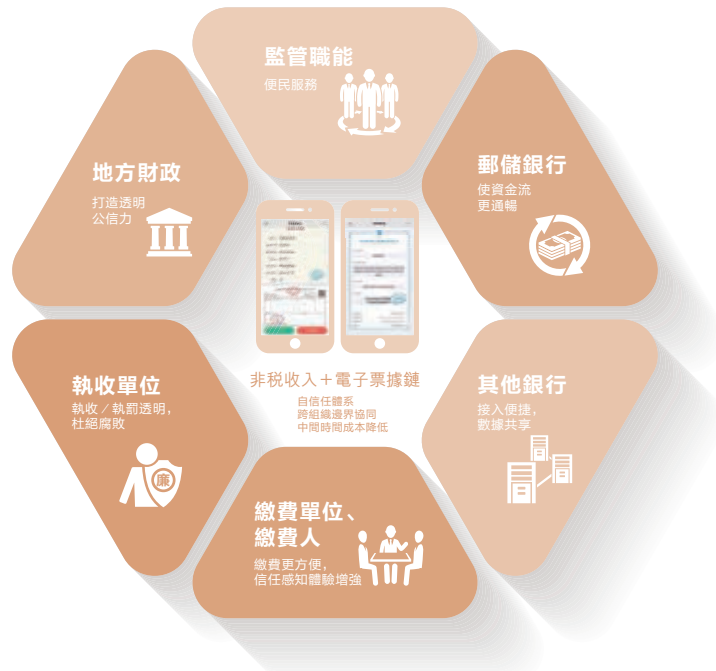 監管職能
便民服務
地方財政
打造透明
公信力
郵儲銀行
使資金流
更通暢
非税收入＋電子票據鏈
自信任體系
跨組織邊界協同
中間時間成本降低
執收單位
執收／執罰透明，
杜絕腐敗
廉
其他銀行
接入便捷，
數據共享
繳費單位、
繳費人
繳費更方便，
信任感知體驗增強